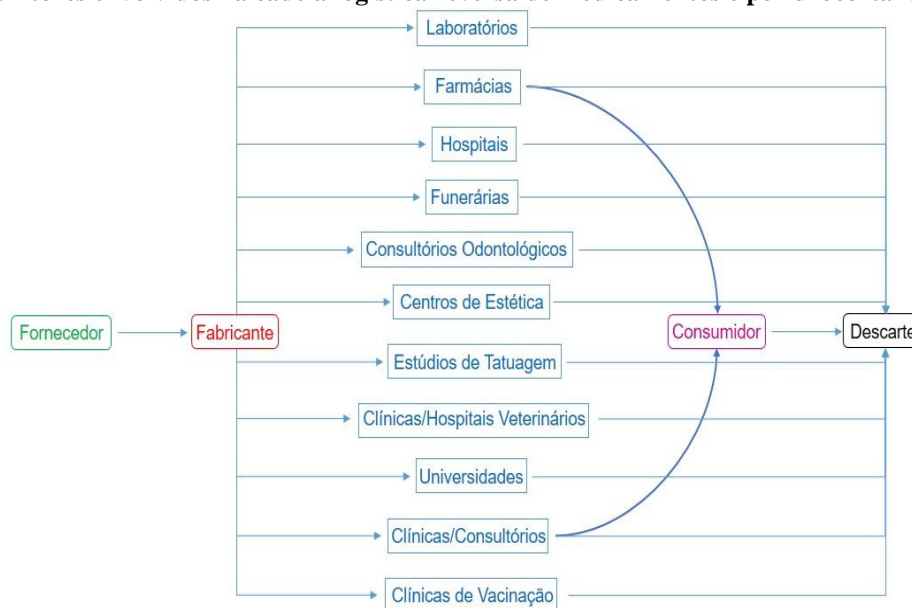 Laboratórios
Farmácias
Hospitais
Funerárias
Consultórios Odontológicos
Centros de Estética
Fornecedor
Fabricante
Consumidor
Descarte
Estúdios de Tatuagem
Clínicas/Hospitais Veterinários
Universidades
Clínicas/Consultórios
Clínicas de Vacinação